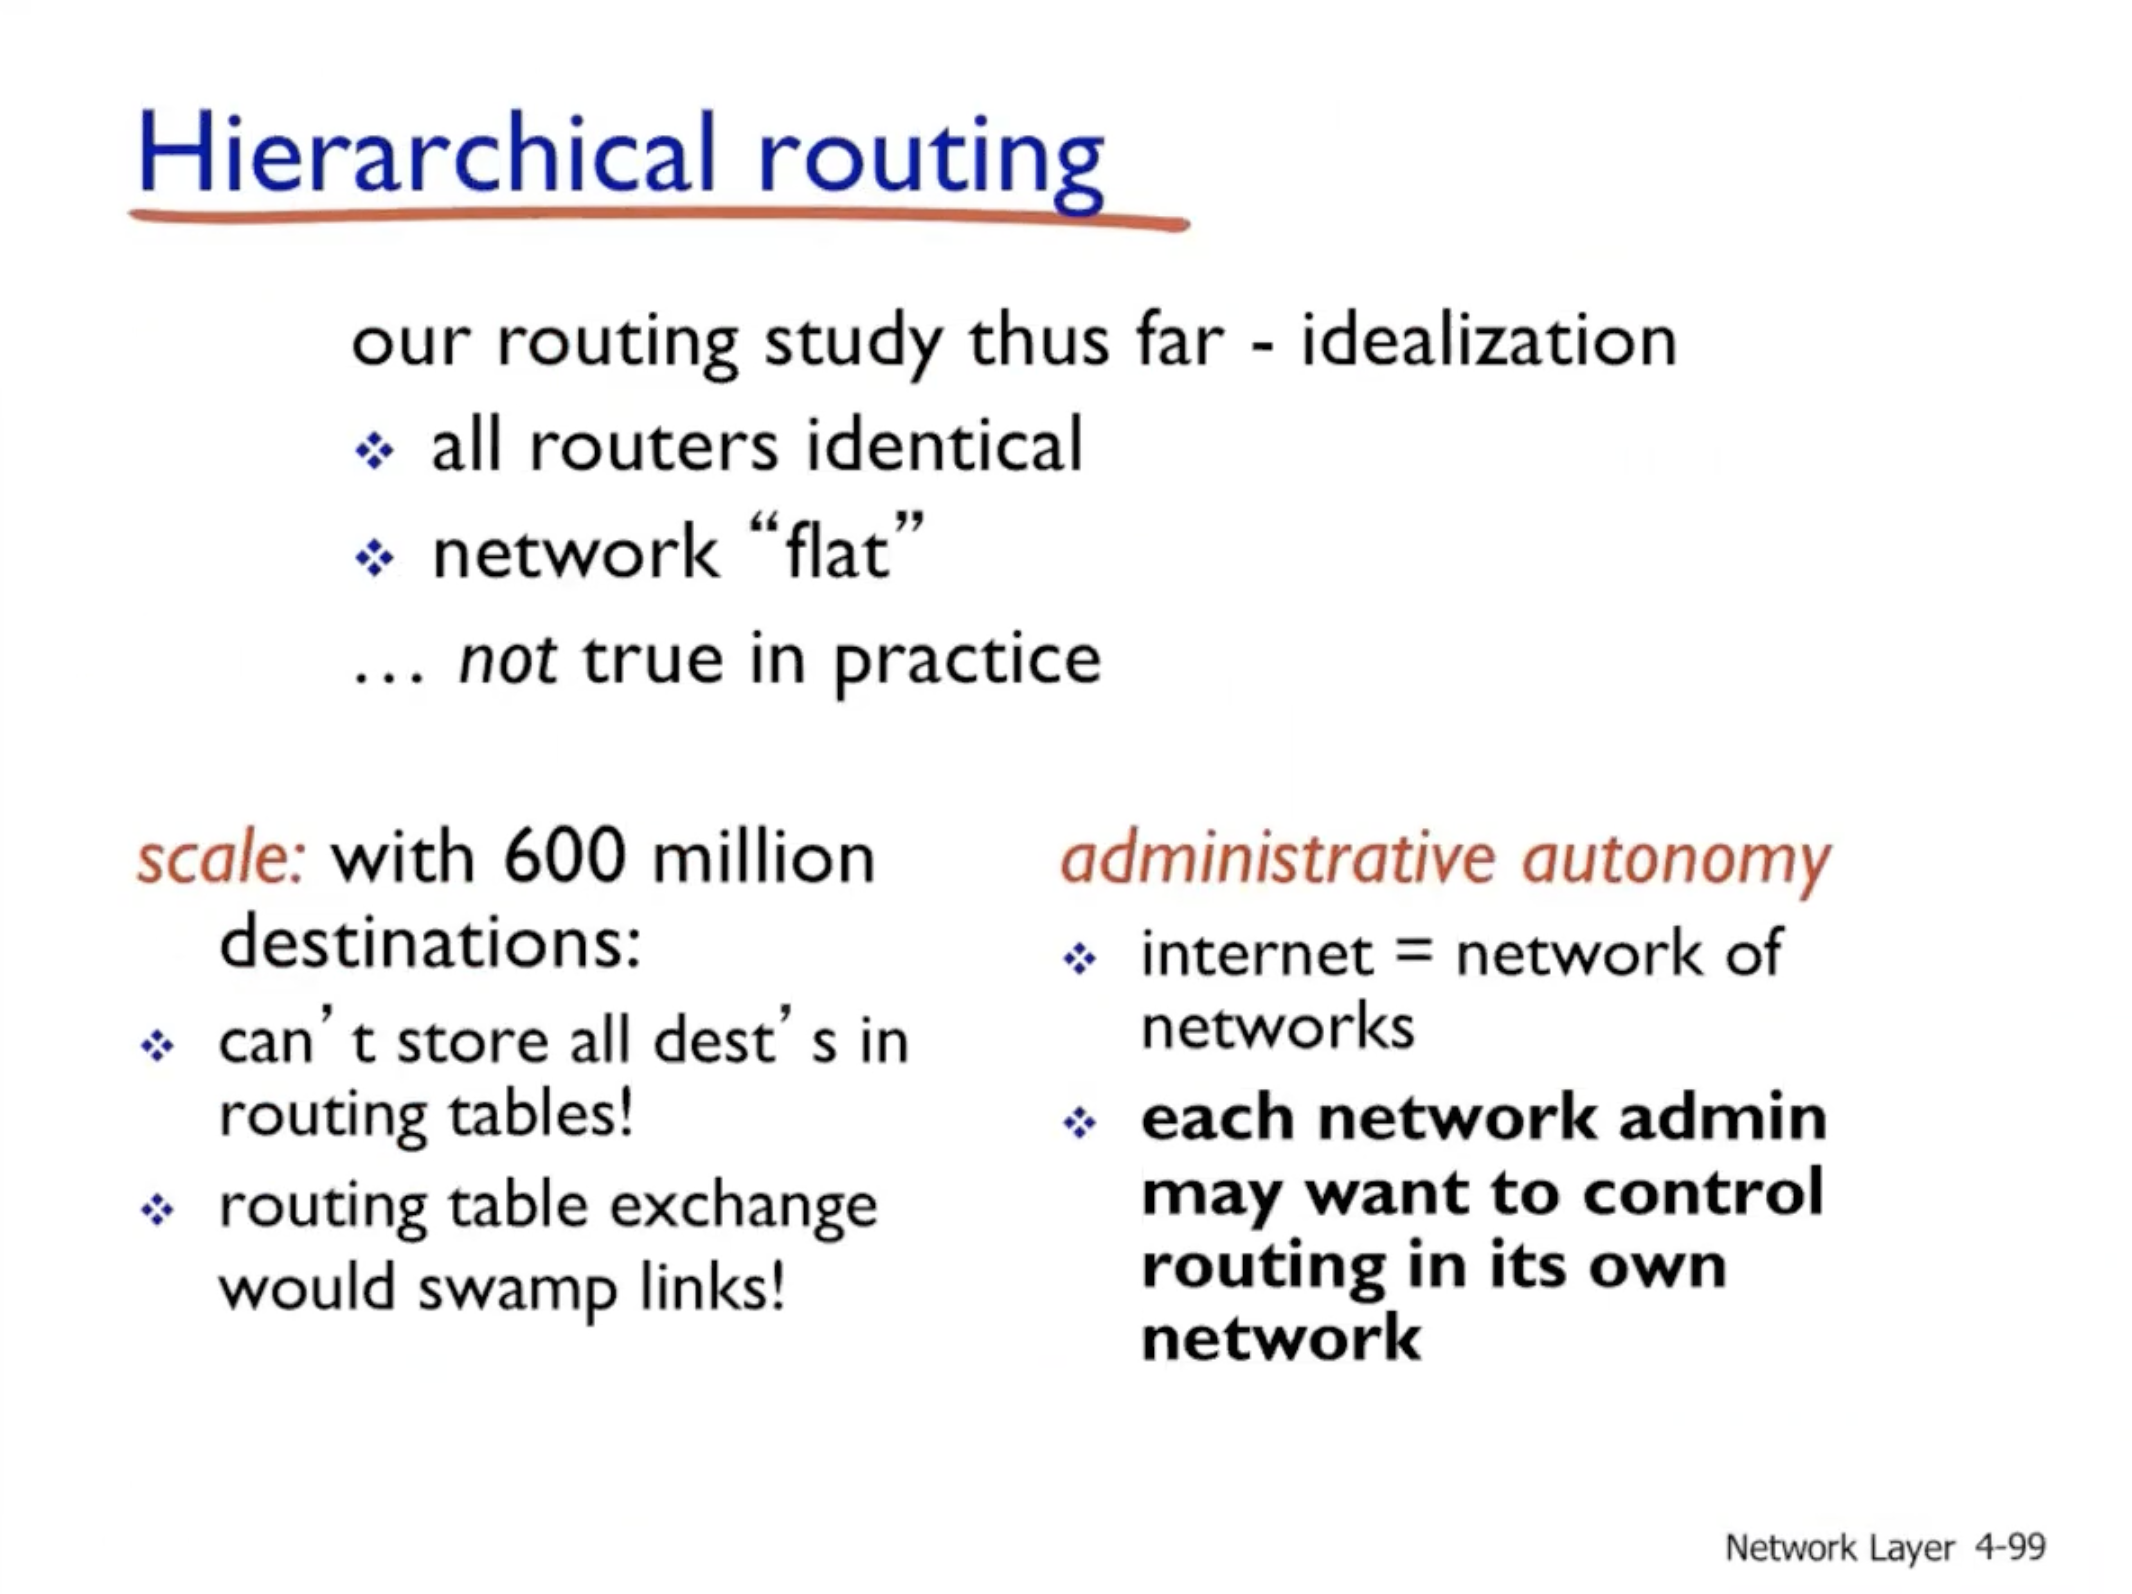 Hierarchical routing
our routing study thus far - idealization
❖ all routers identical
❖ network “flat”
… not true in practice
scale: with 600 million
destinations:
❖ can’t store all dest’s in
routing tables!
❖ routing table exchange
would swamp links!
administrative autonomy
❖ internet = network of
networks
❖ each network admin
may want to control
routing in its own
network
Network Layer 4-99